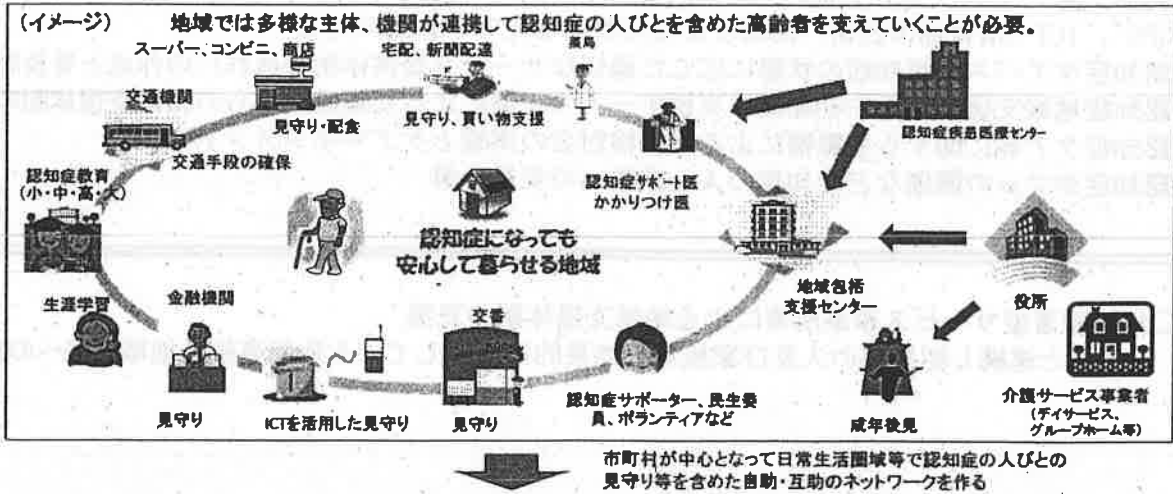 (イメージ) 地域では多様な主体、機関が連携して認知症の人びとを含めた高齢者を支えていくことが必要。
スーパー、コンビニ、商店
宅配、新聞配達
薬局
交通機関
見守り・配食
見守り、買い物支援
認知症疾患医療センター
交通手段の確保
認知症教育
(小・中・高・大)
認知症サポート医
かかりつけ医
認知症になっても
安心して暮らせる地域
地域包括
支援センター
役所
生涯学習
金融機関
交番
見守り
ICTを活用した見守り
見守り
認知症サポーター、民生委
員、ボランティアなど
成年後見
介護サービス事業者
(デイサービス、
グループホーム等)
市町村が中心となって日常生活圏域等で認知症の人びとの
見守り等を含めた自助・互助のネットワークを作る